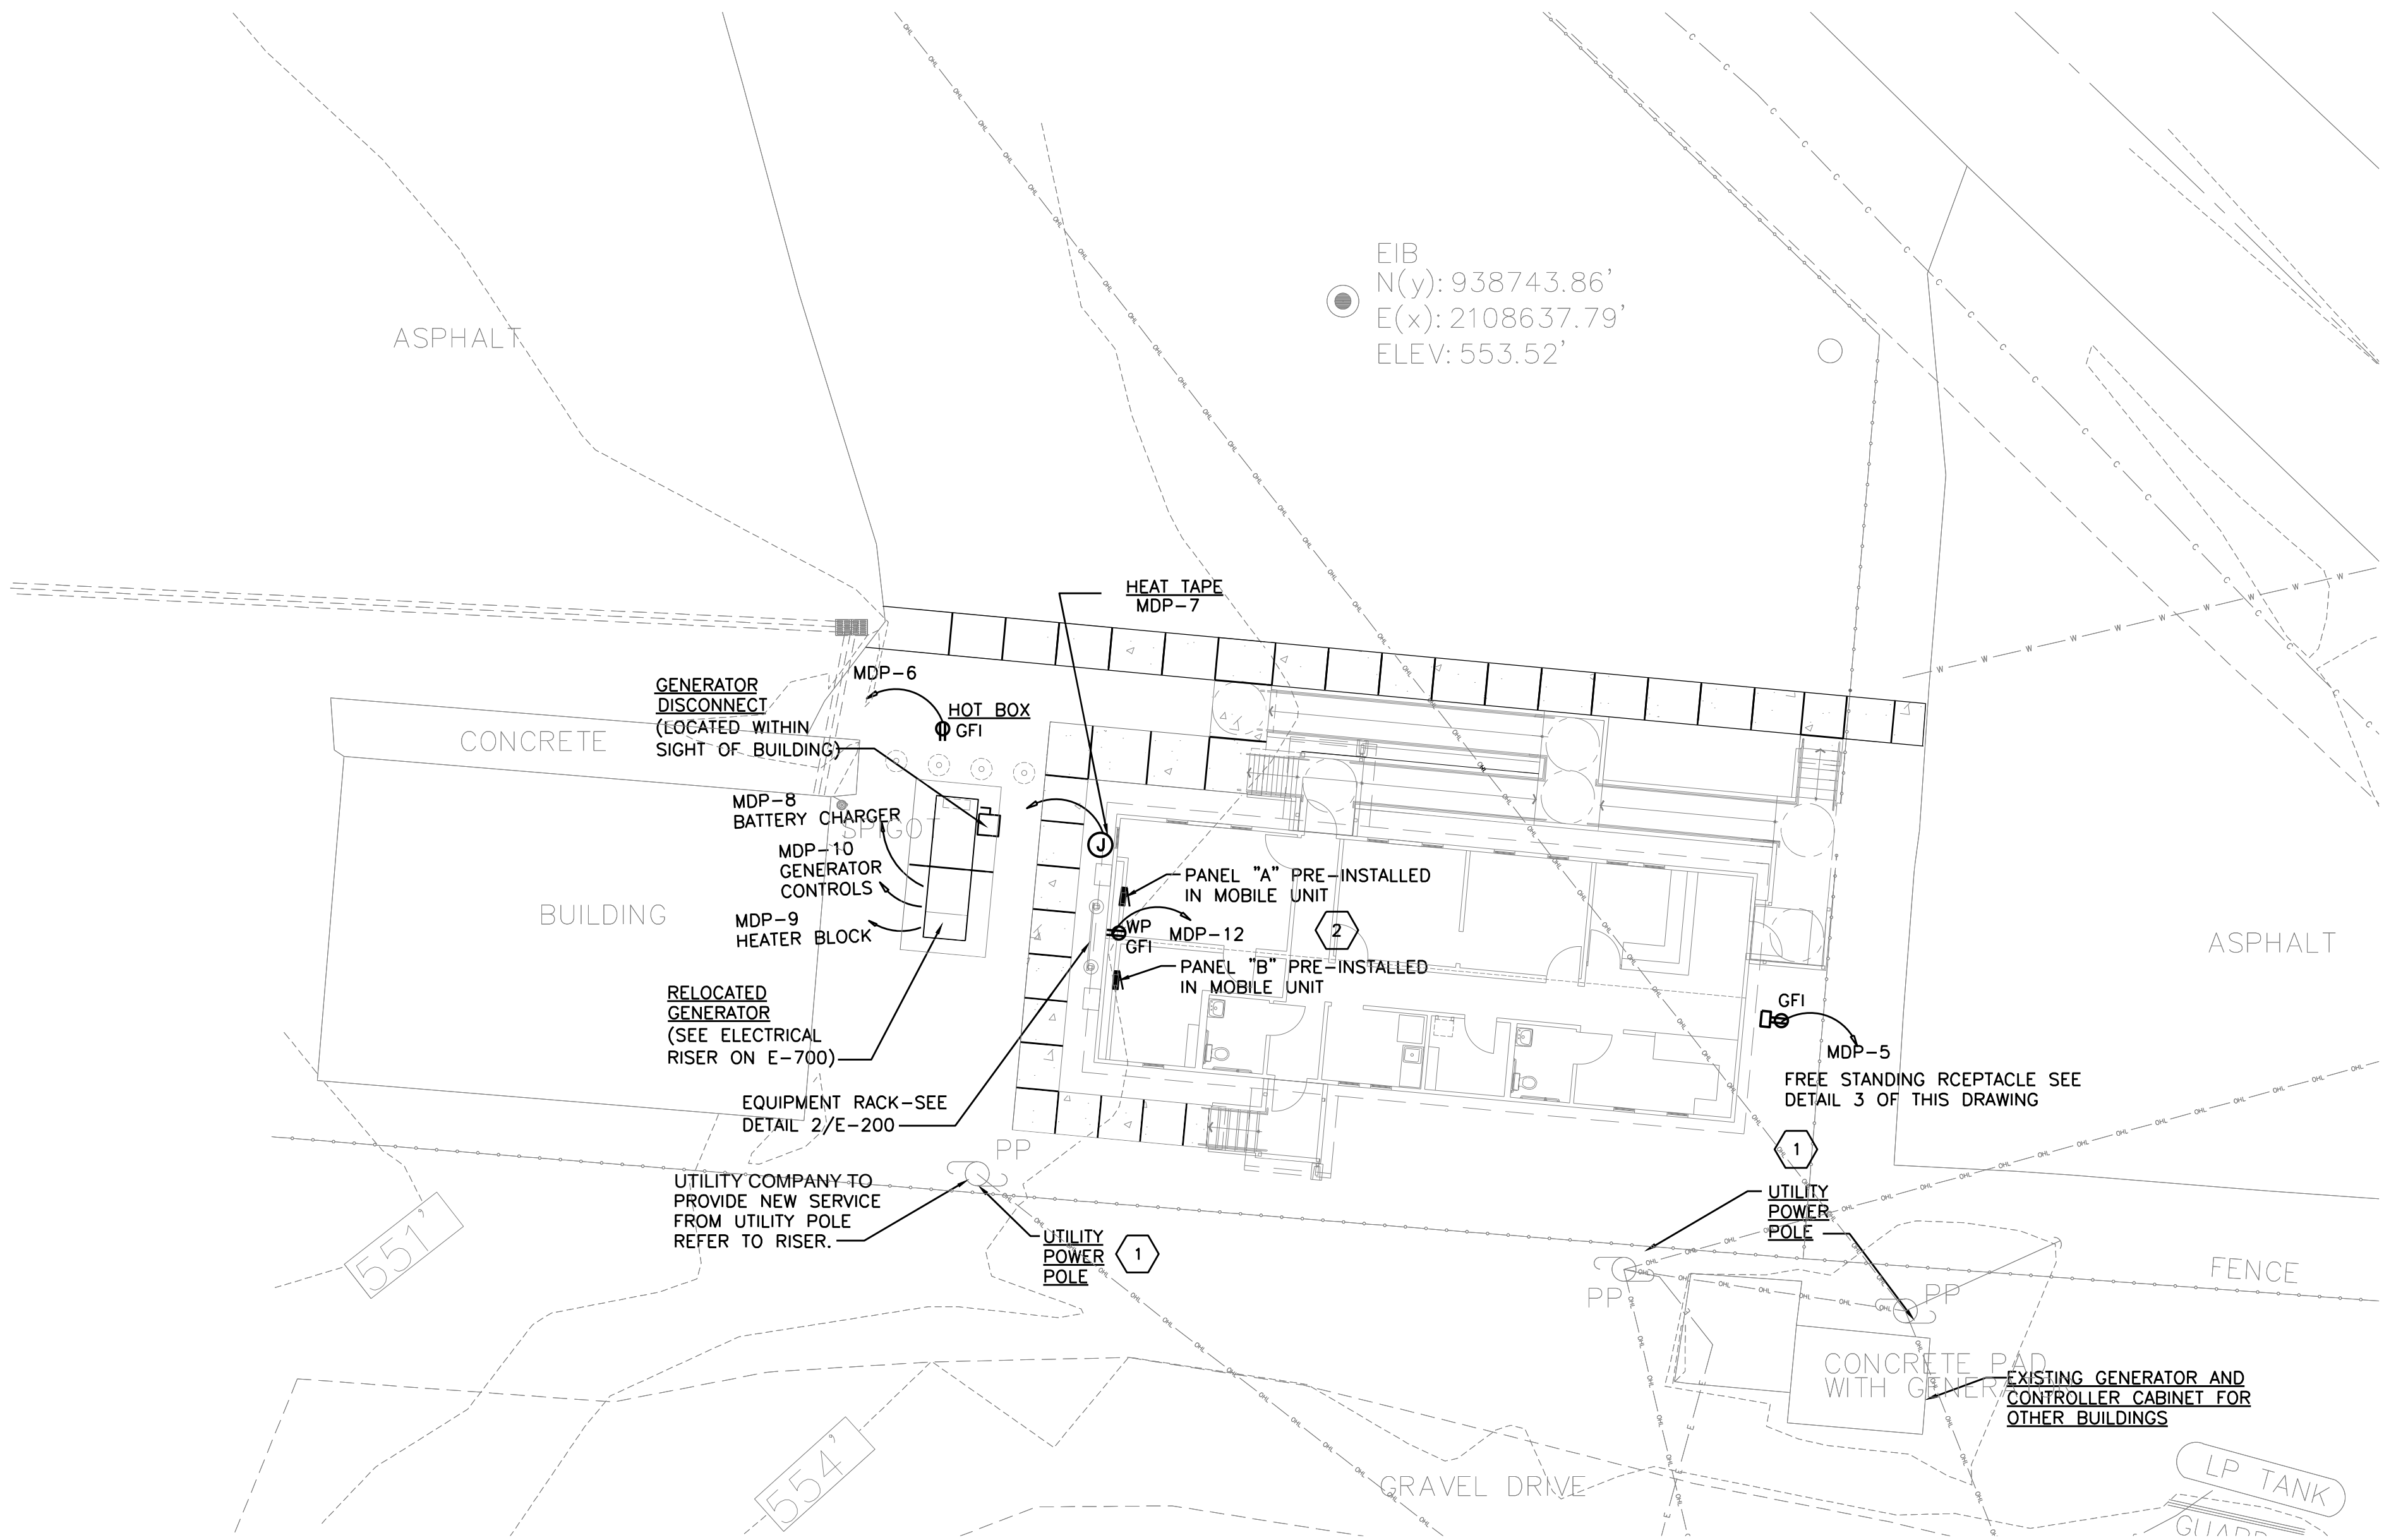 EIB
N(y): 938743.86'
E(x): 2108637.79'
ELEV: 553.52'
ASPHALT
HEAT TAPE
MDP-7
MDP-6
GENERATOR
DISCONNECT
(LOCATED WITHIN
SIGHT OF BUILDING)
HOT BOX
GFI
CONCRETE
MDP-8
BATTERY CHARGER
SPIGOT
MDP-10
GENERATOR
CONTROLS
J
BUILDING
MDP-9
HEATER BLOCK
PANEL "A" PRE-INSTALLED
IN MOBILE UNIT
WP
GFI
MDP-12
2
PANEL "B" PRE-INSTALLED
IN MOBILE UNIT
ASPHALT
RELOCATED
GENERATOR
(SEE ELECTRICAL
RISER ON E-700)
GFI
MDP-5
FREE STANDING RCEPTACLE SEE
DETAIL 3 OF THIS DRAWING
EQUIPMENT RACK-SEE
DETAIL 2/E-200
PP
1
UTILITY COMPANY TO
PROVIDE NEW SERVICE
FROM UTILITY POLE
REFER TO RISER.
UTILITY
POWER
POLE
1
UTILITY
POWER
POLE
551'
FENCE
PP
PP
CONCRETE PAD
WITH GENERATOR
EXISTING GENERATOR AND
CONTROLLER CABINET FOR
OTHER BUILDINGS
554'
GRAVEL DRIVE
LP TANK